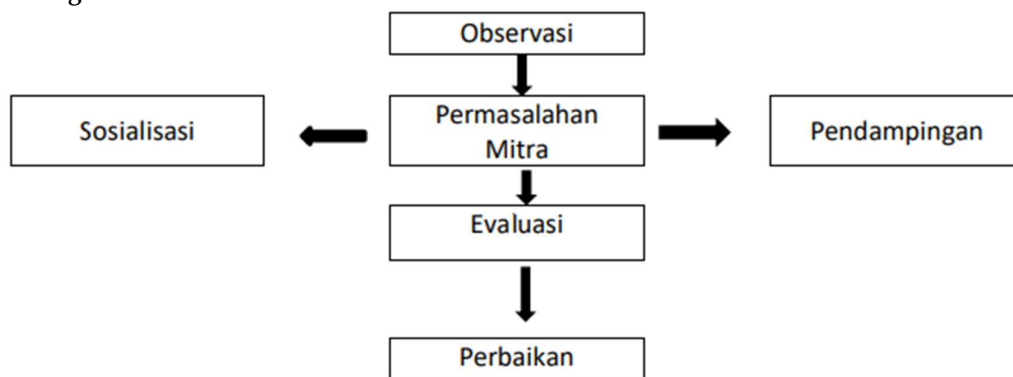 Observasi
Sosialisasi
Permasalahan
Mitra
Pendampingan
Evaluasi
Perbaikan